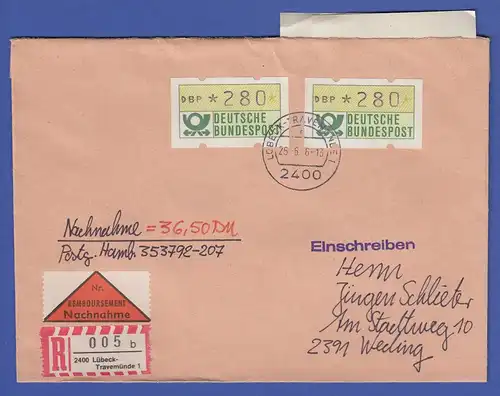 DBP *280*
DEUTSCHE
BUNDESPOST
DBP *280*
DEUTSCHE
BUNDESPOST
LÜBECK-TRAVEMÜNDE 1
2400
Nachnahme = 36,50 DM
Postg. Hamb. 353792-207
Einschreiben
Herrn
Jürgen Schlieter
Am Stadtweg 10
2391 Weding
Nr.
REMBOURSEMENT
Nachnahme
R 005 b
2400 Lübeck-
Travemünde 1